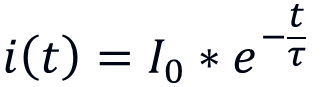 i(t) = I₀ * e^(-t/τ)